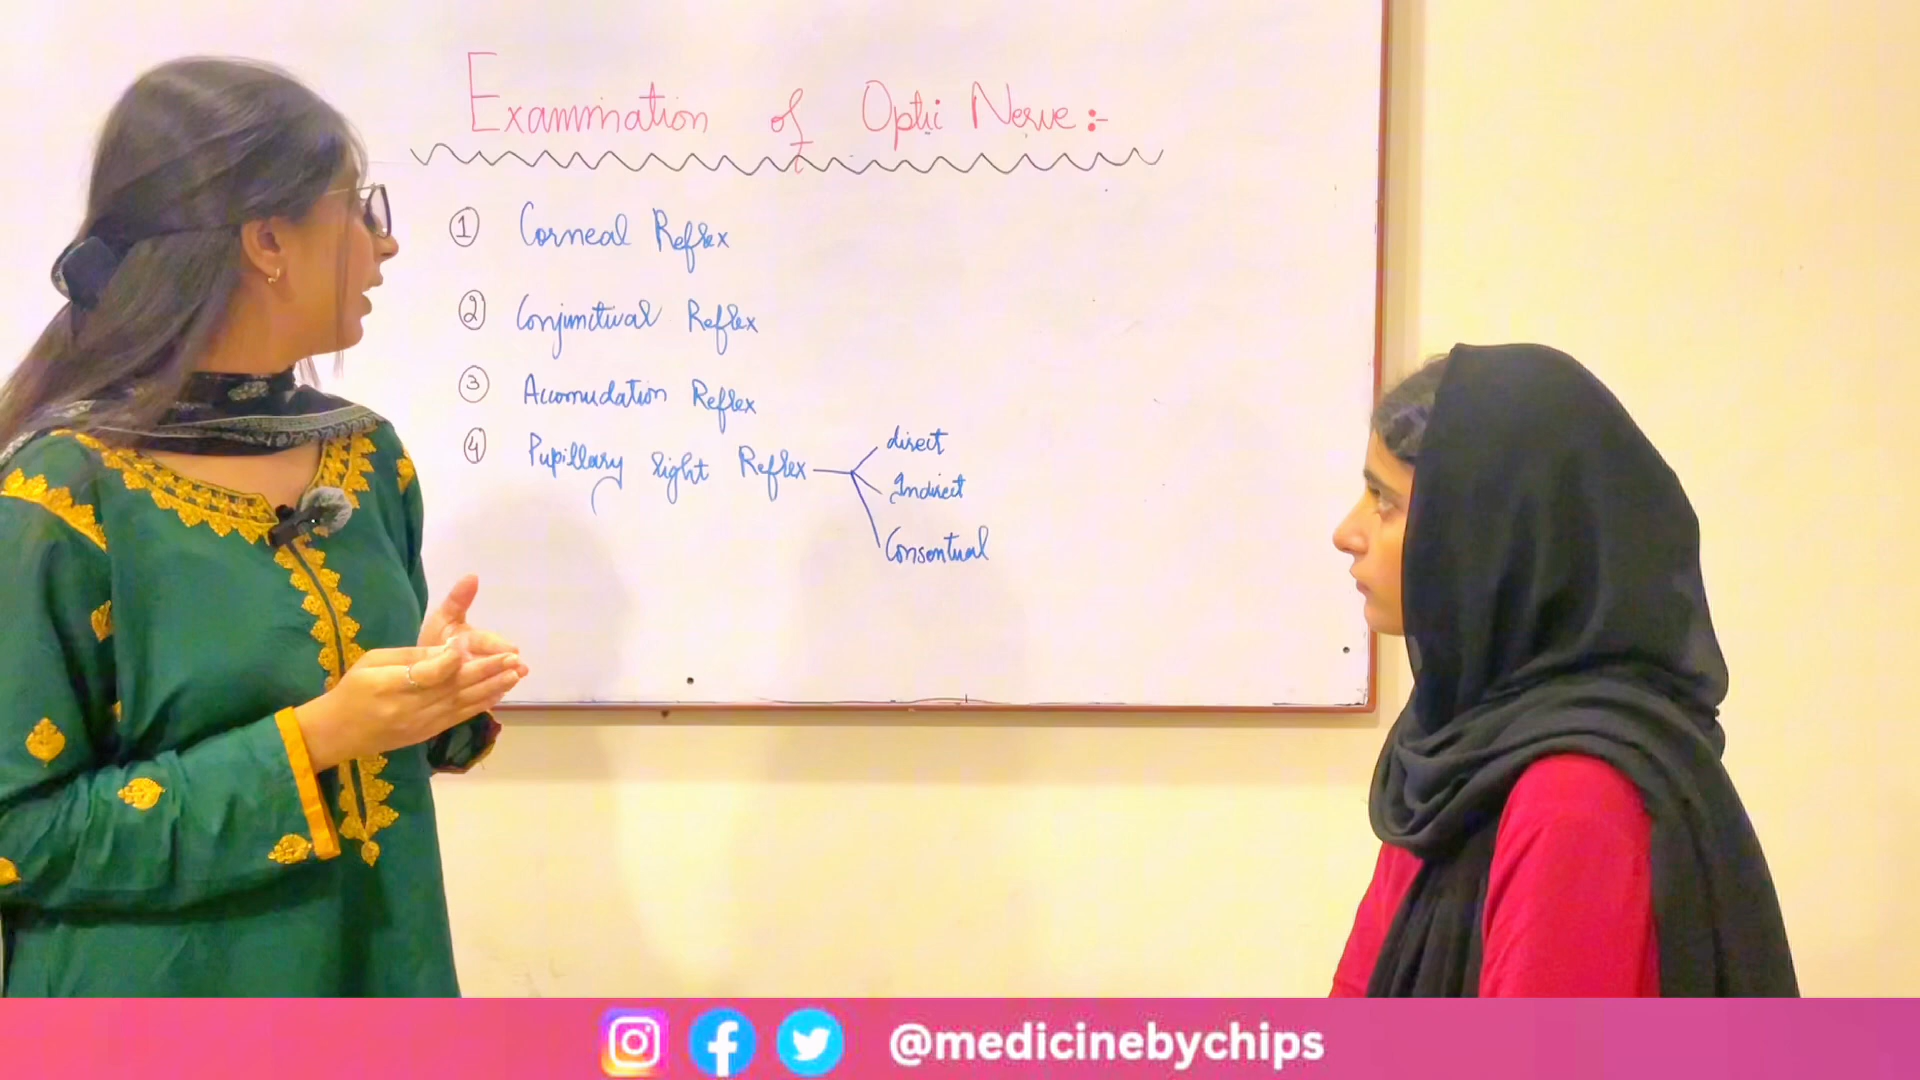 Examination of Optic Nerve :-
① Corneal Reflex
② Conjunctival Reflex
③ Accomudation Reflex
④ Pupillary light Reflex
direct
Indirect
Consentual
@medicinebychips